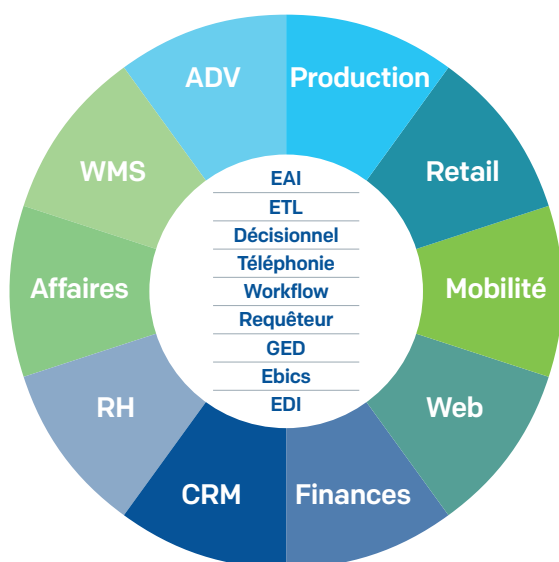 ADV
Production
WMS
Retail
Affaires
Mobilité
RH
Web
CRM
Finances
EAI
ETL
Décisionnel
Téléphonie
Workflow
Requêteur
GED
Ebics
EDI